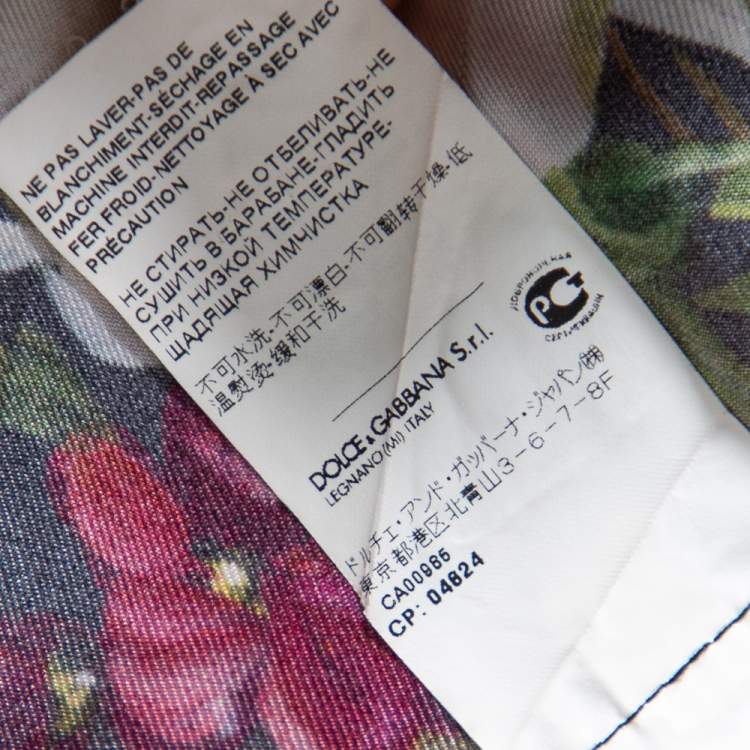 NE PAS LAVER-PAS DE
BLANCHIMENT-SÉCHAGE EN
MACHINE INTERDIT-REPASSAGE
FER FROID-NETTOYAGE À SEC AVEC
PRÉCAUTION
НЕ СТИРАТЬ-НЕ ОТБЕЛИВАТЬ-НЕ
СУШИТЬ В БАРАБАНЕ-ГЛАДИТЬ
ПРИ НИЗКОЙ ТЕМПЕРАТУРЕ-
ЩАДЯЩАЯ ХИМЧИСТКА
不可水洗-不可漂白-不可翻转干燥-低
温熨烫-缓和干洗
DOLCE & GABBANA S.r.l.
LEGNANO (MI) ITALY
ドルチェ・アンド・ガッバーナ・ジャパン㈱
東京都港区北青山3-6-7-8F
CA00985
CP: 04824